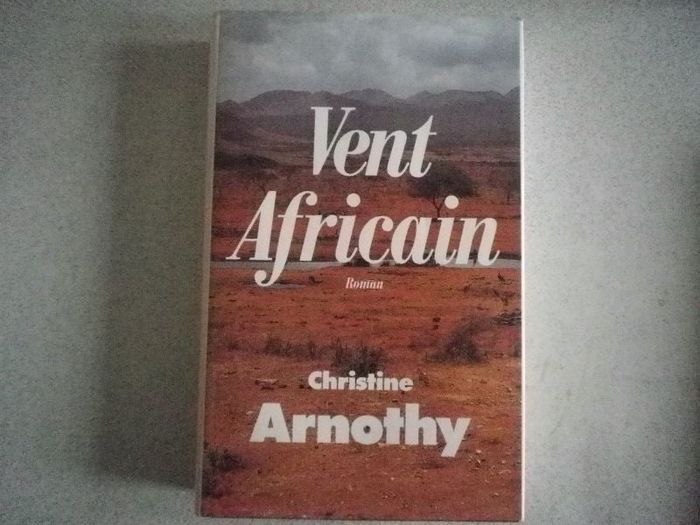 Vent
Africain
Roman
Christine
Arnothy